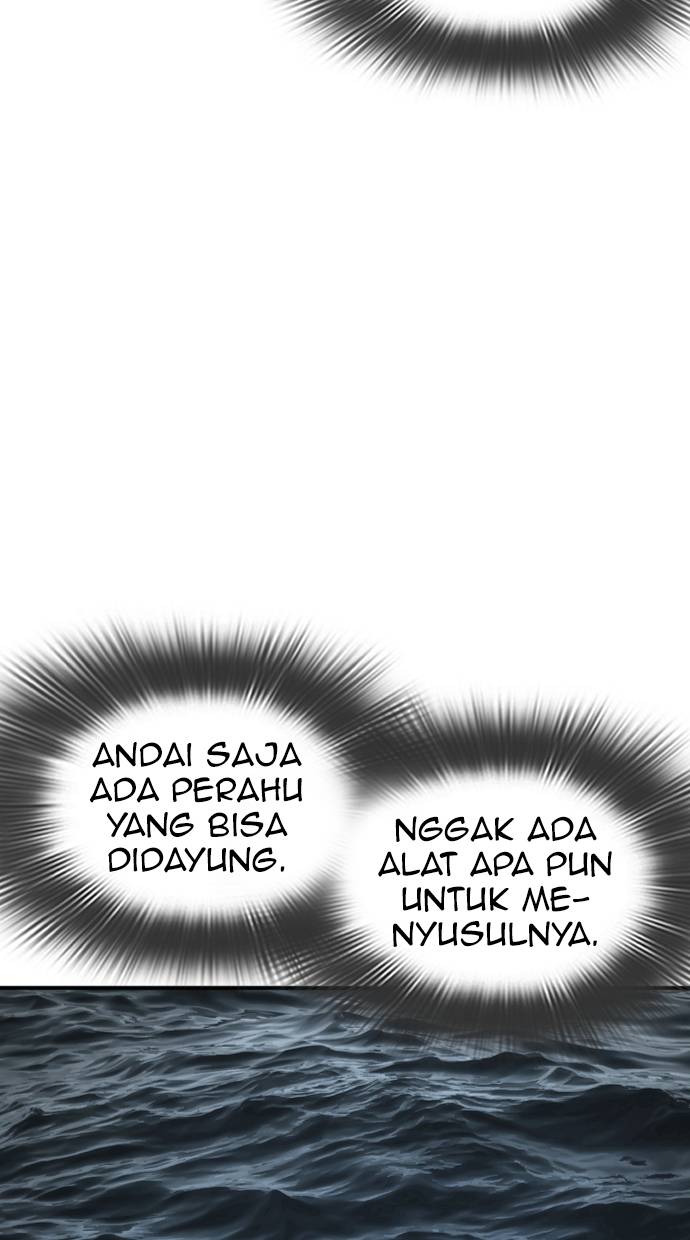 ANDAI SAJA
ADA PERAHU
YANG BISA
DIDAYUNG.
NGGAK ADA
ALAT APA PUN
UNTUK ME-
NYUSULNYA.